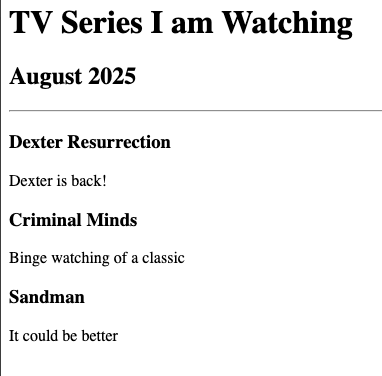 TV Series I am Watching
August 2025
Dexter Resurrection
Dexter is back!
Criminal Minds
Binge watching of a classic
Sandman
It could be better